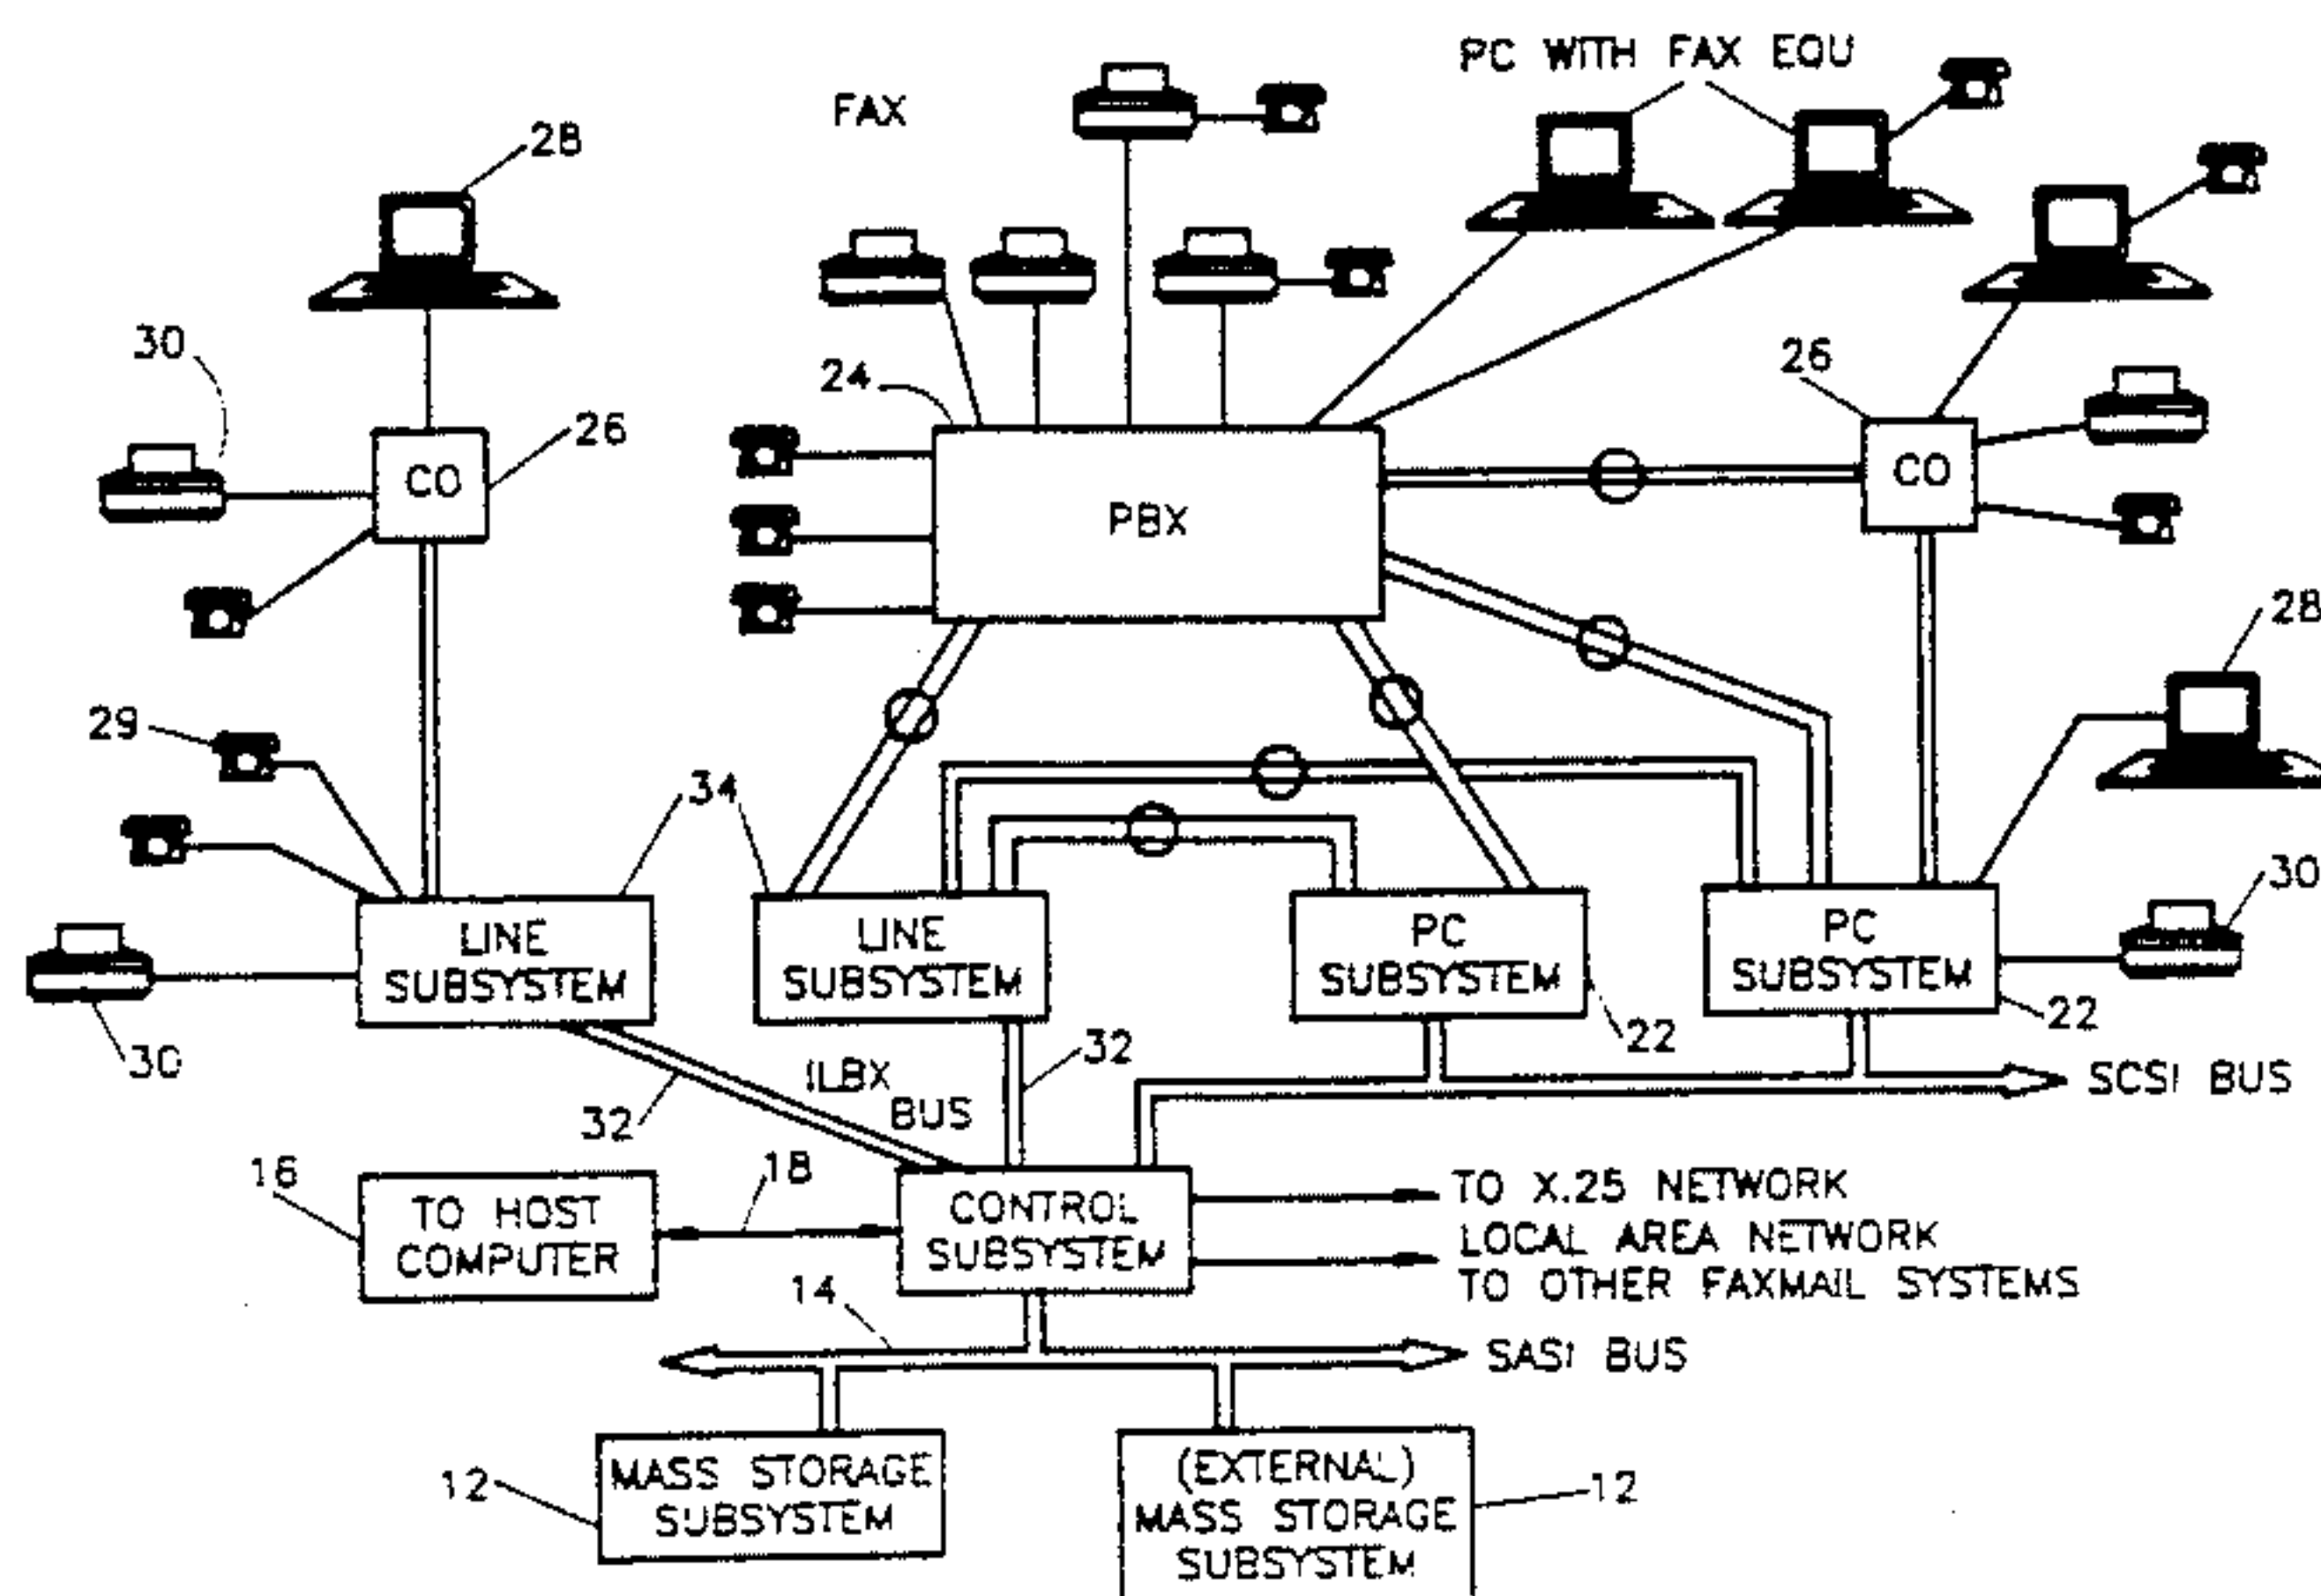 PC WITH FAX EQU
FAX
28
30
24
26
26
CO
PBX
CO
28
29
34
30
LINE
SUBSYSTEM
LINE
SUBSYSTEM
PC
SUBSYSTEM
PC
SUBSYSTEM
30
32
ILBX
BUS
32
22
22
SCSI BUS
16
TO HOST
COMPUTER
18
CONTROL
SUBSYSTEM
TO X.25 NETWORK
LOCAL AREA NETWORK
TO OTHER FAXMAIL SYSTEMS
14
SASI BUS
12
MASS STORAGE
SUBSYSTEM
(EXTERNAL)
MASS STORAGE
SUBSYSTEM
12